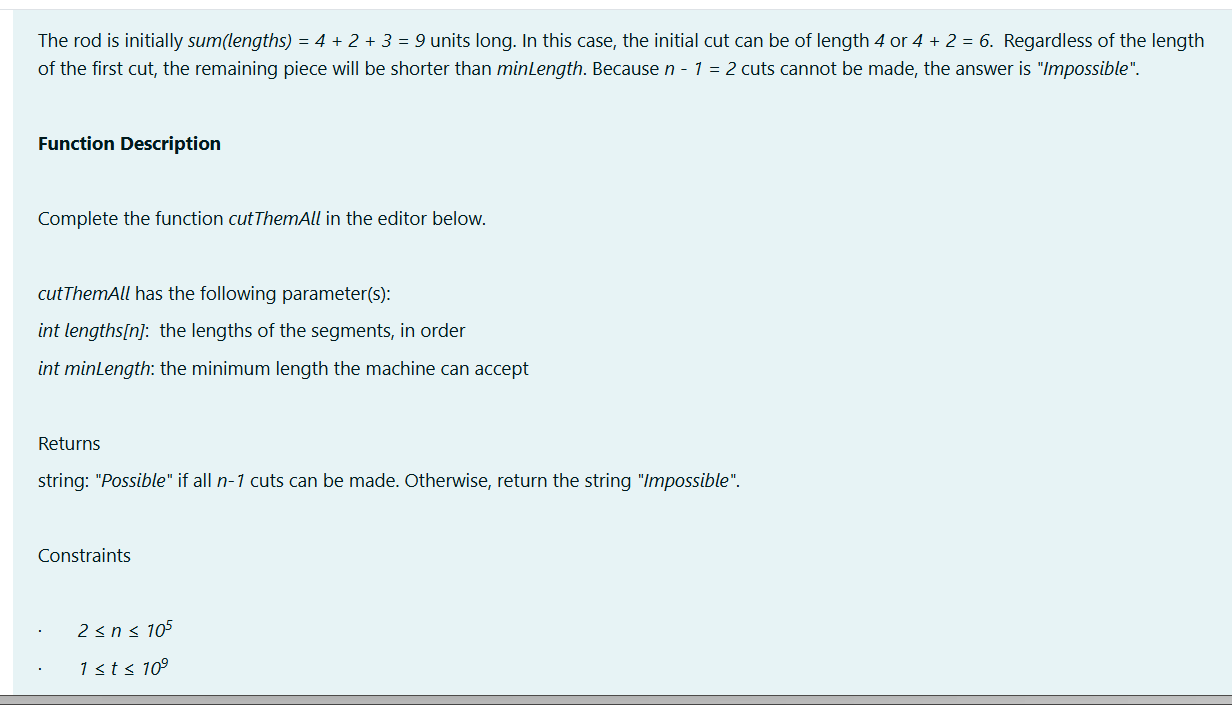 The rod is initially sum(lengths) = 4 + 2 + 3 = 9 units long. In this case, the initial cut can be of length 4 or 4 + 2 = 6.  Regardless of the length
of the first cut, the remaining piece will be shorter than minLength. Because n - 1 = 2 cuts cannot be made, the answer is "Impossible".
Function Description
Complete the function cutThemAll in the editor below.
cutThemAll has the following parameter(s):
int lengths[n]:  the lengths of the segments, in order
int minLength: the minimum length the machine can accept
Returns
string: "Possible" if all n-1 cuts can be made. Otherwise, return the string "Impossible".
Constraints
· 2 ≤ n ≤ 10⁵
· 1 ≤ t ≤ 10⁹